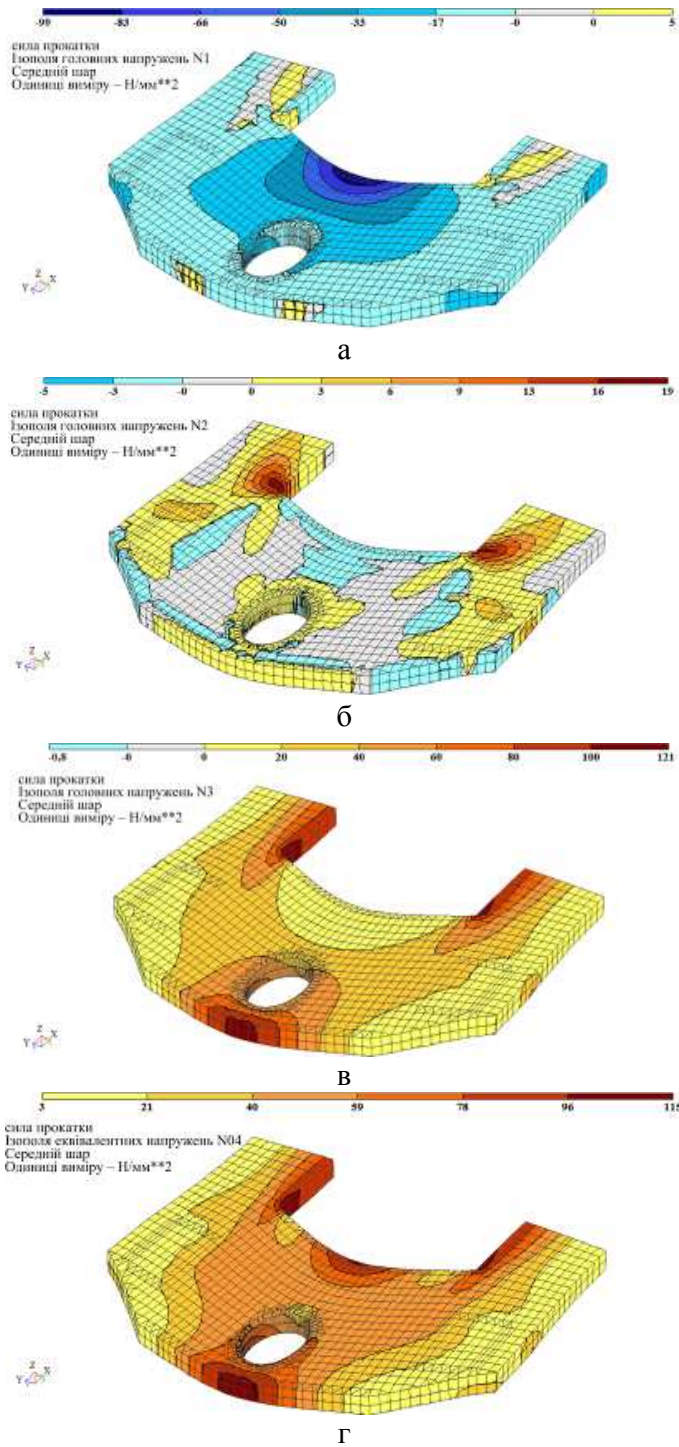 -99 -83 -66 -50 -33 -17 -0 0 5
сила прокатки
Ізополя головних напружень N1
Середній шар
Одиниці виміру – Н/мм**2
Z
Y X
а
-5 -3 -0 0 3 6 9 13 16 19
сила прокатки
Ізополя головних напружень N2
Середній шар
Одиниці виміру – Н/мм**2
Z
Y X
б
-0,8 -0 0 20 40 60 80 100 121
сила прокатки
Ізополя головних напружень N3
Середній шар
Одиниці виміру – Н/мм**2
Z
Y X
в
3 21 40 59 78 96 115
сила прокатки
Ізополя еквівалентних напружень N04
Середній шар
Одиниці виміру – Н/мм**2
Z
Y X
г